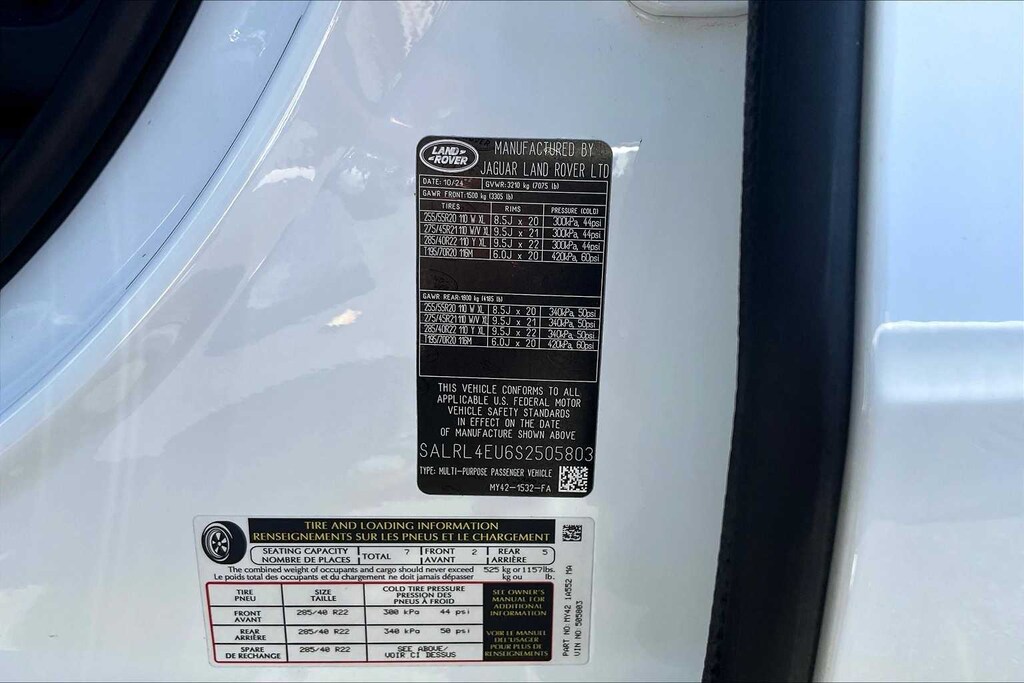 LAND ROVER
MANUFACTURED BY
JAGUAR LAND ROVER LTD
DATE: 10/24 GVWR: 3210 kg (7075 lb)
GAWR FRONT: 1500 kg (3305 lb)
TIRES RIMS PRESSURE (COLD)
255/55R20 110 W XL 8.5J x 20 300kPa, 44psi
275/45R21 110 W/V XL 9.5J x 21 300kPa, 44psi
285/40R22 110 Y XL 9.5J x 22 300kPa, 44psi
T195/70R20 116M 6.0J x 20 420kPa, 60psi
GAWR REAR: 1900 kg (4185 lb)
255/55R20 110 W XL 8.5J x 20 340kPa, 50psi
275/45R21 110 W/V XL 9.5J x 21 340kPa, 50psi
285/40R22 110 Y XL 9.5J x 22 340kPa, 50psi
T195/70R20 116M 6.0J x 20 420kPa, 60psi
THIS VEHICLE CONFORMS TO ALL
APPLICABLE U.S. FEDERAL MOTOR
VEHICLE SAFETY STANDARDS
IN EFFECT ON THE DATE
OF MANUFACTURE SHOWN ABOVE
SALRL4EU6S2505803
TYPE: MULTI-PURPOSE PASSENGER VEHICLE
MY42-1532-FA
TIRE AND LOADING INFORMATION
RENSEIGNEMENTS SUR LES PNEUS ET LE CHARGEMENT
SEATING CAPACITY TOTAL 7 FRONT 2 REAR 5
NOMBRE DE PLACES AVANT ARRIÈRE
The combined weight of occupants and cargo should never exceed 525 kg or 1157 lbs.
Le poids total des occupants et du chargement ne doit jamais dépasser kg ou lb.
TIRE SIZE COLD TIRE PRESSURE
PNEU TAILLE PRESSION DES PNEUS À FROID
FRONT AVANT 285/40 R22 300 kPa 44 psi
REAR ARRIÈRE 285/40 R22 340 kPa 50 psi
SPARE DE RECHANGE 285/40 R22 SEE ABOVE/ VOIR CI DESSUS
SEE OWNER'S
MANUAL FOR
ADDITIONAL
INFORMATION
VOIR LE MANUEL
DE L'USAGER
POUR PLUS DE
RENSEIGNEMENTS
PART NO: MY42 1A552 MA
VIN NO: 505803